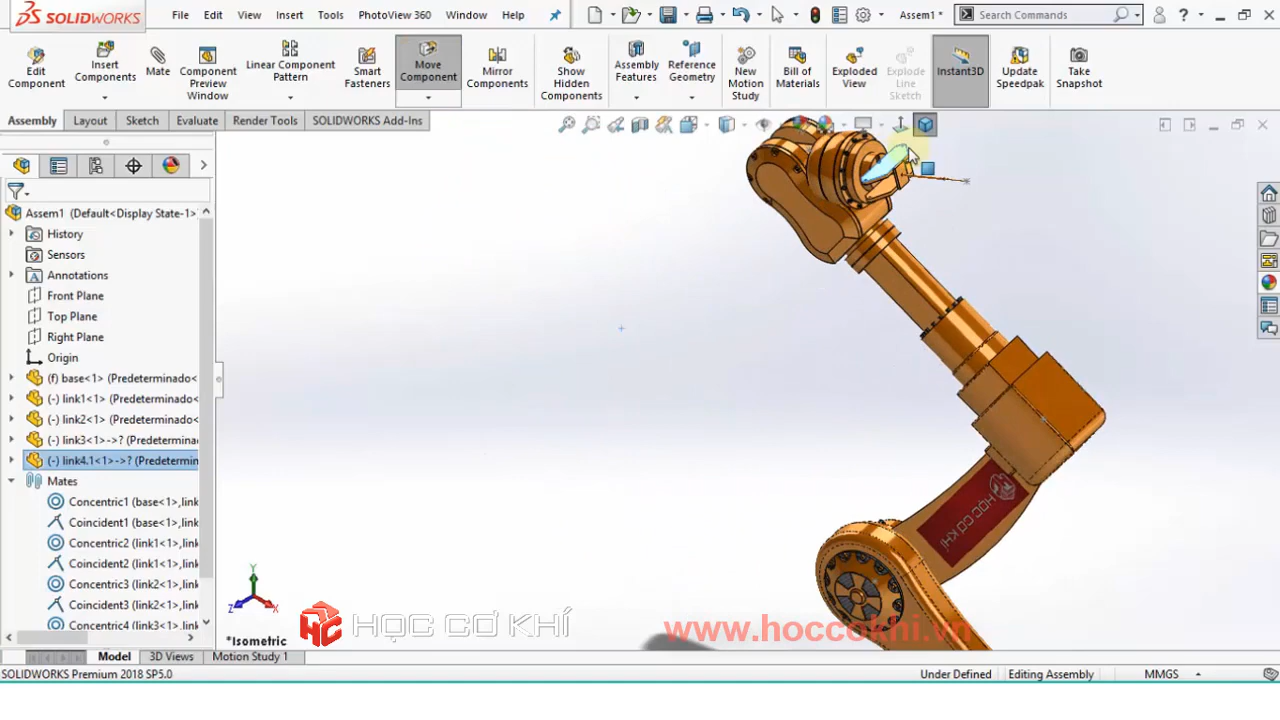 SOLIDWORKS
File Edit View Insert Tools PhotoView 360 Window Help
Assem1 *
Search Commands
Edit Component
Insert Components
Mate
Component Preview Window
Linear Component Pattern
Smart Fasteners
Move Component
Mirror Components
Show Hidden Components
Assembly Features
Reference Geometry
New Motion Study
Bill of Materials
Exploded View
Explode Line Sketch
Instant3D
Update Speedpak
Take Snapshot
Assembly Layout Sketch Evaluate Render Tools SOLIDWORKS Add-Ins
Assem1 (Default<Display State-1>
History
Sensors
Annotations
Front Plane
Top Plane
Right Plane
Origin
(f) base<1> (Predeterminado<
(-) link1<1> (Predeterminado<
(-) link2<1> (Predeterminado<
(-) link3<1>->? (Predetermina
(-) link4.1<1>->? (Predetermin
Mates
Concentric1 (base<1>,link
Coincident1 (base<1>,link
Concentric2 (link1<1>,link
Coincident2 (link1<1>,link
Concentric3 (link2<1>,link
Coincident3 (link2<1>,link
Concentric4 (link3<1>,link
HỌC CƠ KHÍ
Y
Z
X
*Isometric
HỌC CƠ KHÍ
www.hoccokhi.vn
Model 3D Views Motion Study 1
SOLIDWORKS Premium 2018 SP5.0
Under Defined Editing Assembly MMGS